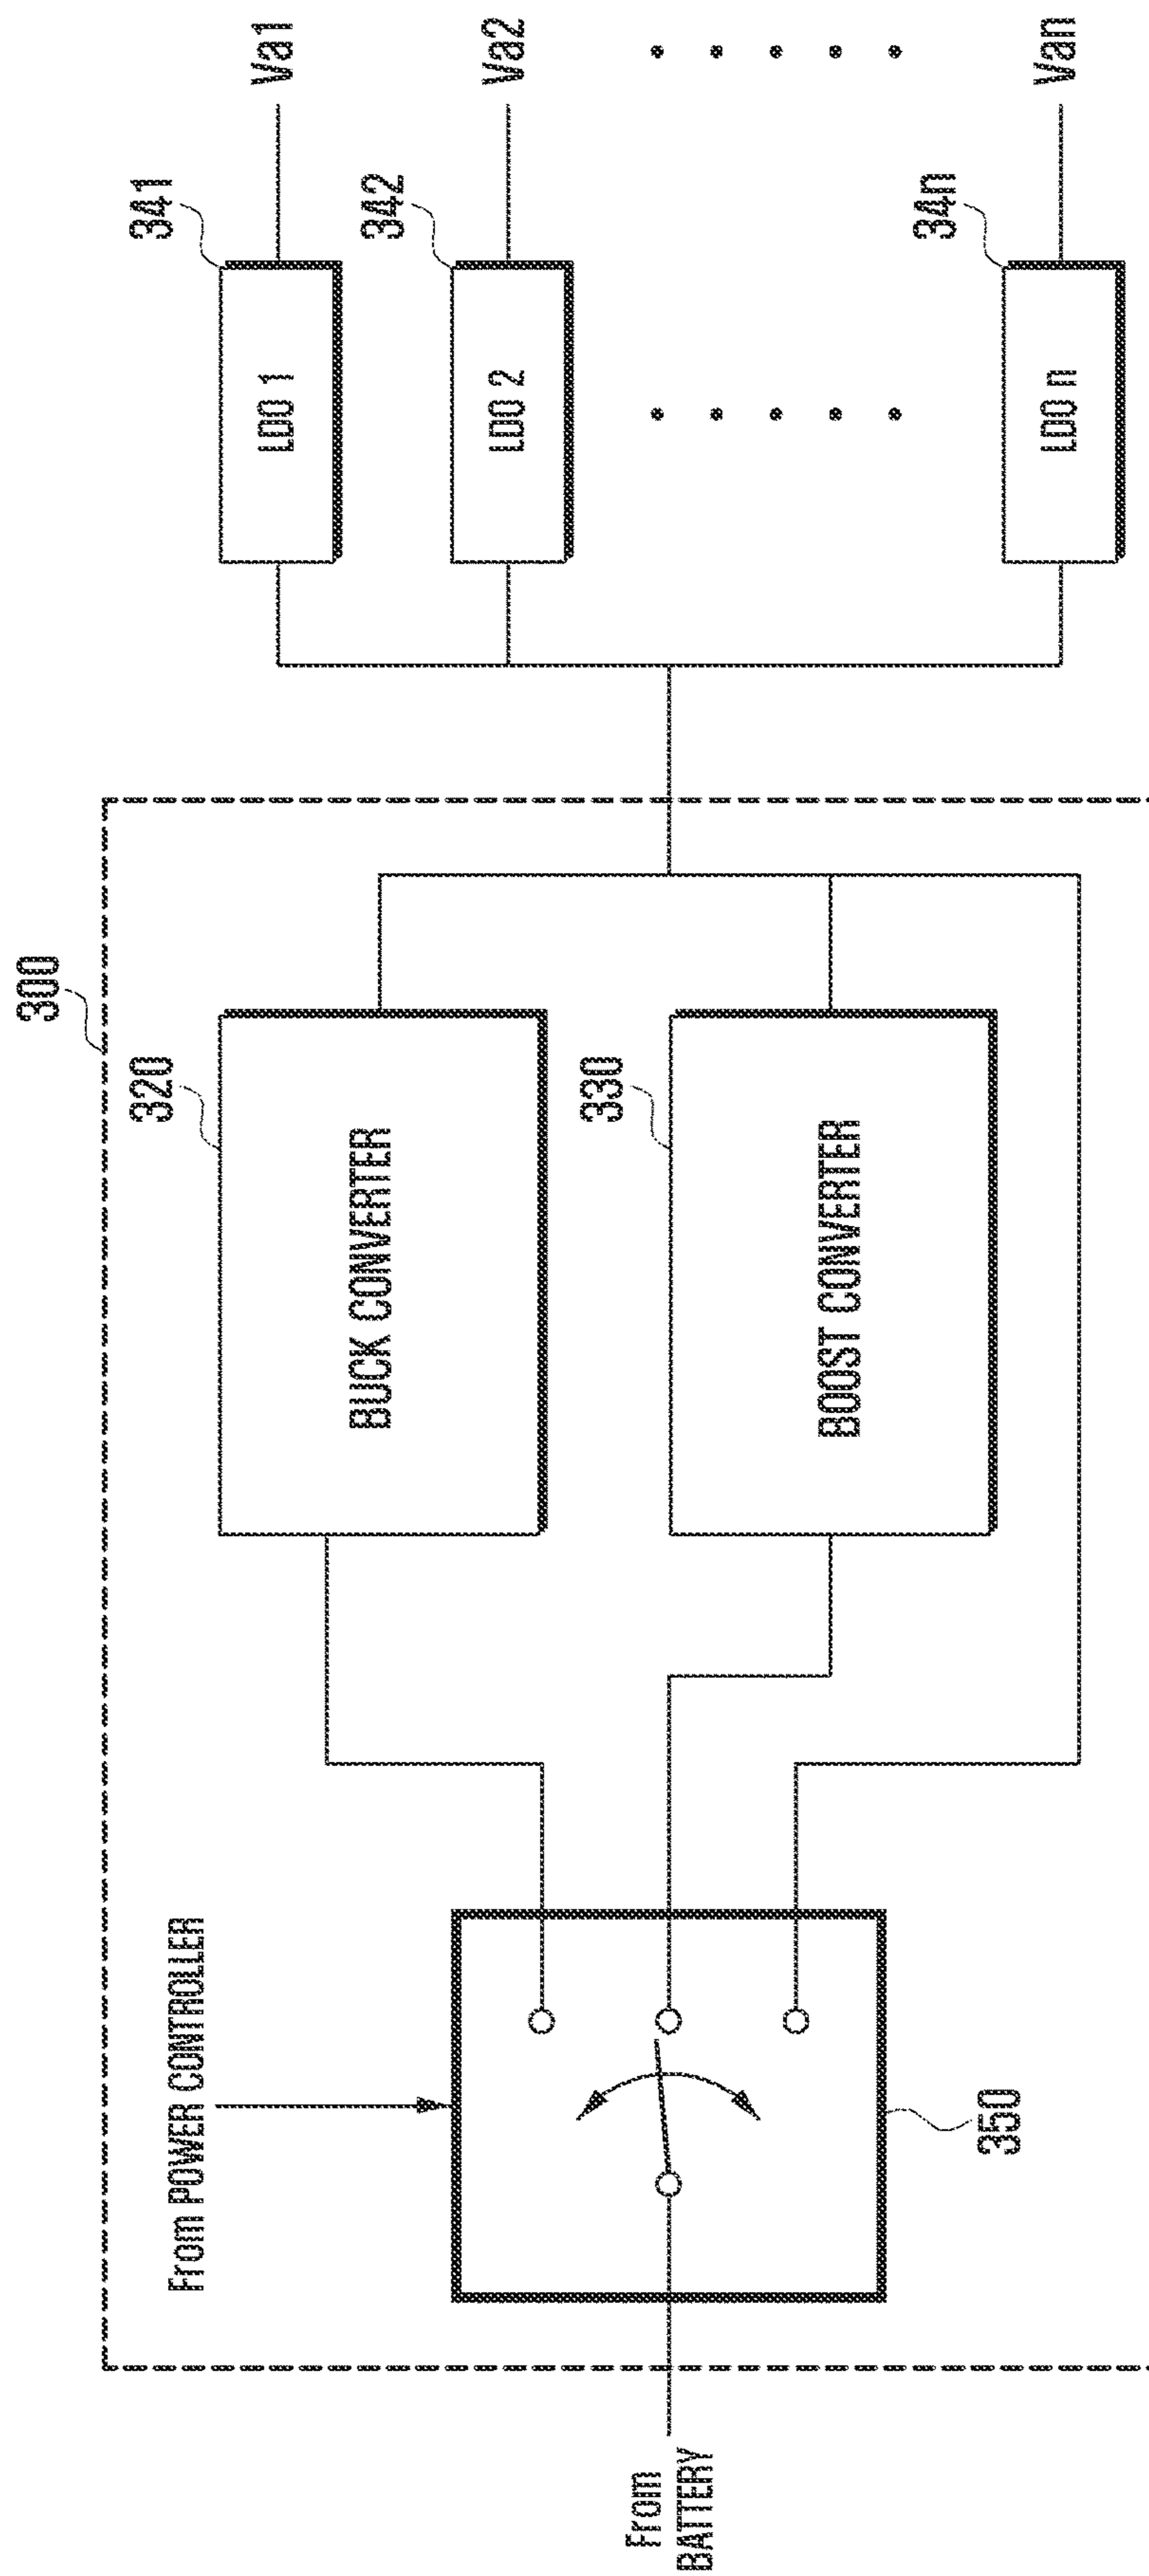 300
From POWER CONTROLLER
320
BUCK CONVERTER
341
LDO 1
Va1
342
LDO 2
Va2
From
BATTERY
330
BOOST CONVERTER
350
34n
LDO n
Van